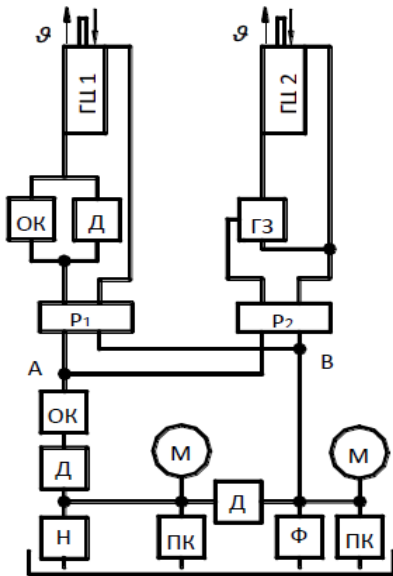 𝜗 𝜗
ГЦ 1 ГЦ 2
ОК Д ГЗ
Р₁ Р₂
А В
ОК
М М
Д Д
Н ПК Ф ПК